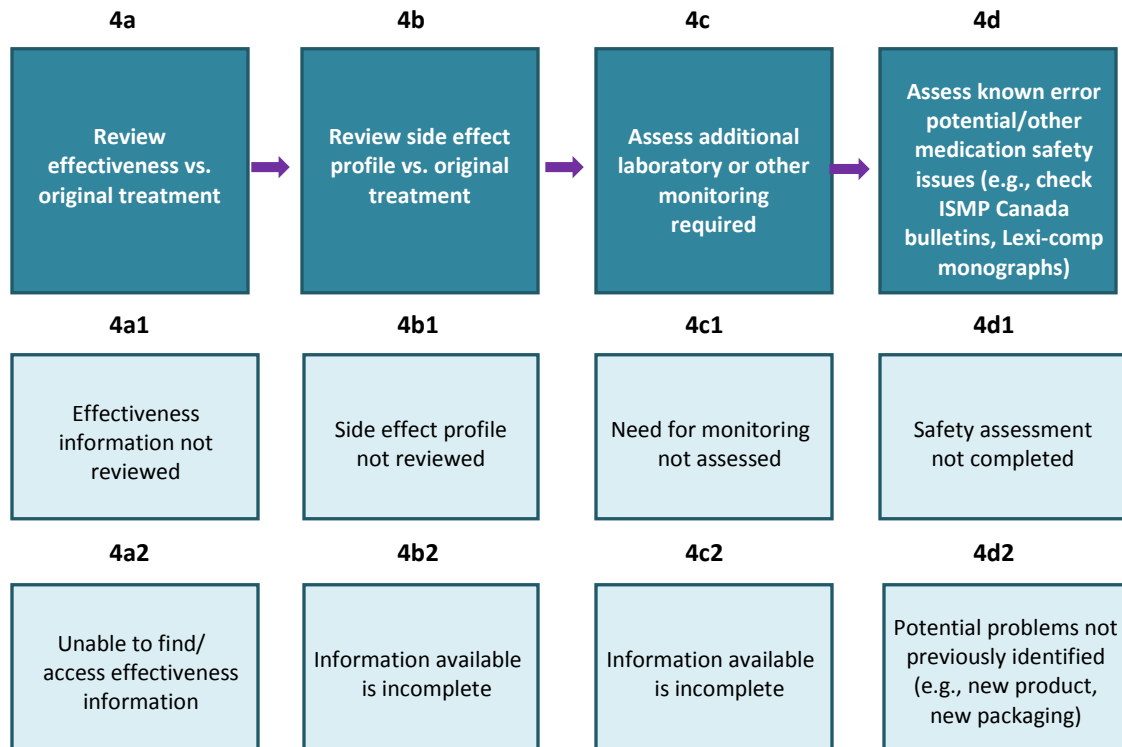 4a
4b
4c
4d
Review
effectiveness vs.
original treatment
Review side effect
profile vs. original
treatment
Assess additional
laboratory or other
monitoring
required
Assess known error
potential/other
medication safety
issues (e.g., check
ISMP Canada
bulletins, Lexi-comp
monographs)
4a1
4b1
4c1
4d1
Effectiveness
information not
reviewed
Side effect profile
not reviewed
Need for monitoring
not assessed
Safety assessment
not completed
4a2
4b2
4c2
4d2
Unable to find/
access effectiveness
information
Information available
is incomplete
Information available
is incomplete
Potential problems not
previously identified
(e.g., new product,
new packaging)